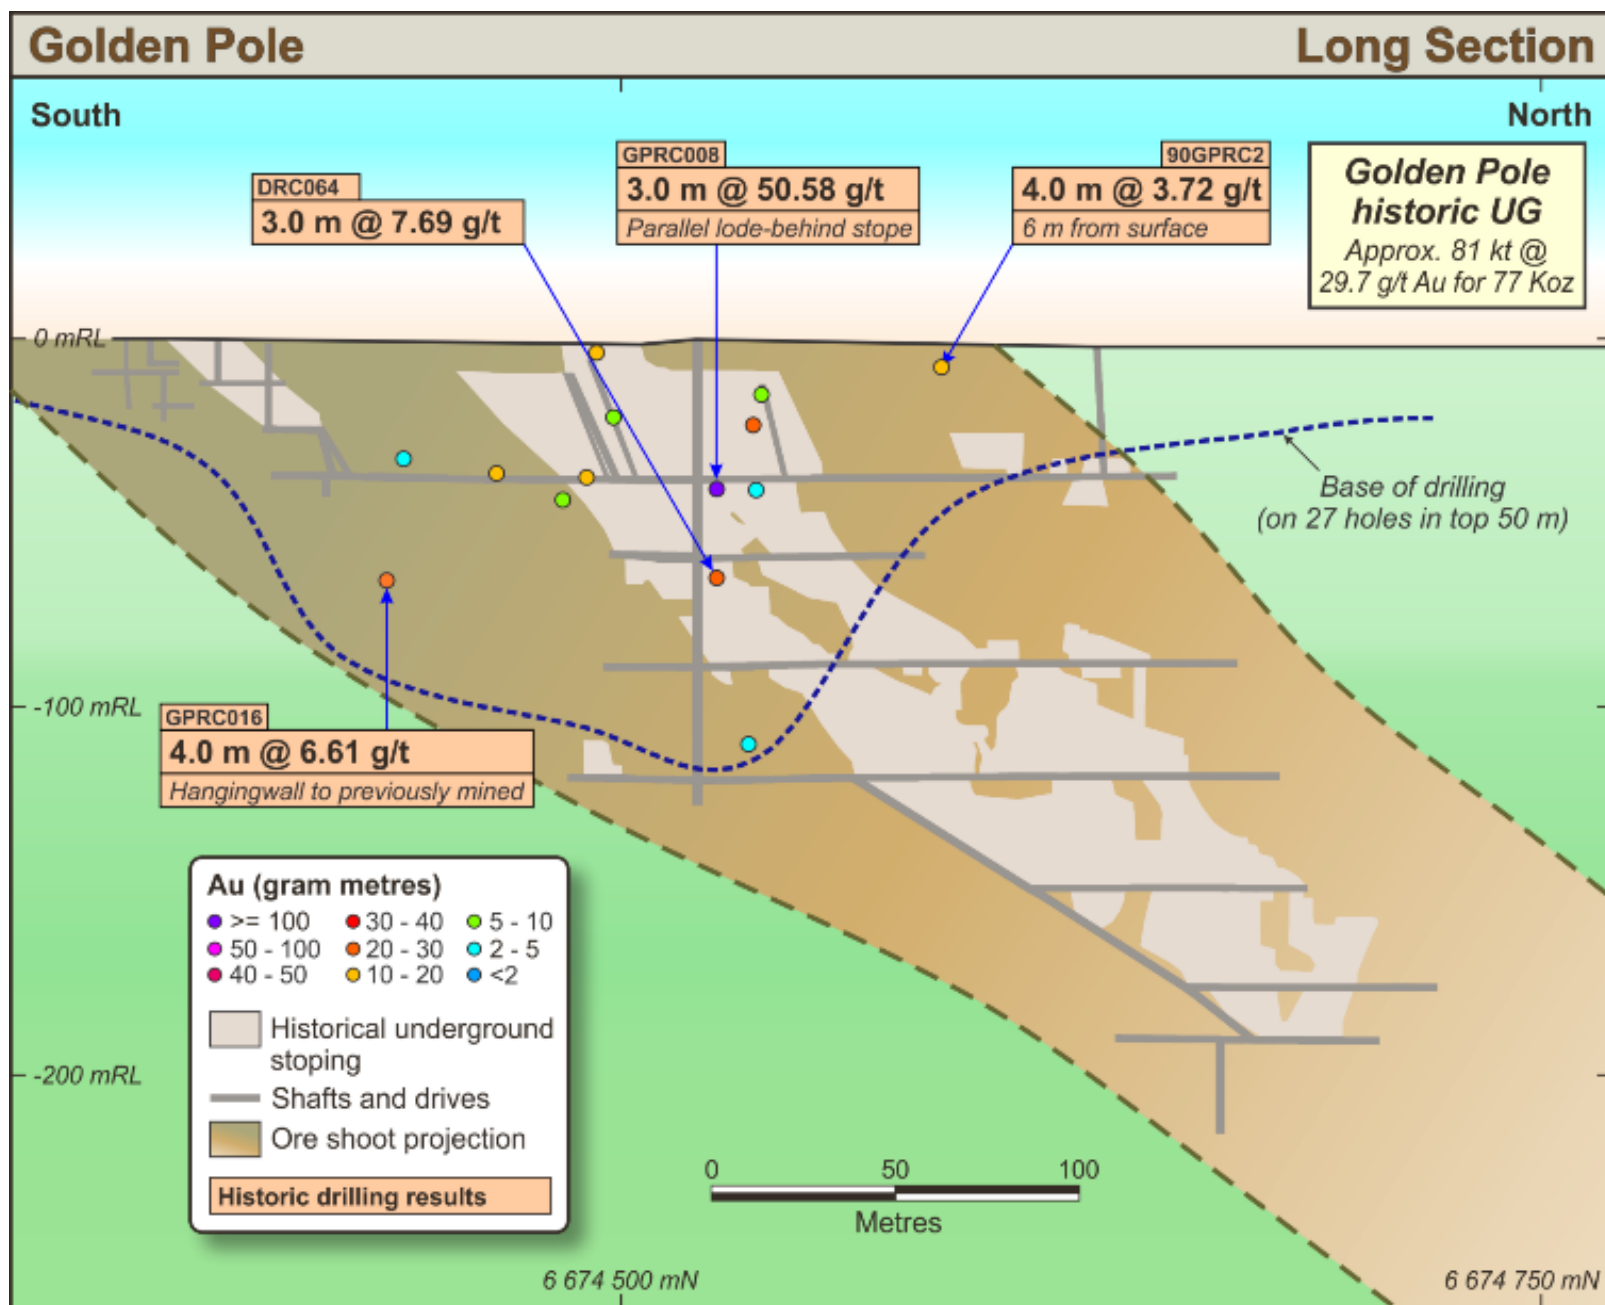 Golden Pole
Long Section
South
North
DRC064
3.0 m @ 7.69 g/t
GPRC008
3.0 m @ 50.58 g/t
Parallel lode-behind stope
90GPRC2
4.0 m @ 3.72 g/t
6 m from surface
Golden Pole
historic UG
Approx. 81 kt @
29.7 g/t Au for 77 Koz
0 mRL
Base of drilling
(on 27 holes in top 50 m)
-100 mRL
GPRC016
4.0 m @ 6.61 g/t
Hangingwall to previously mined
Au (gram metres)
>= 100
30 - 40
5 - 10
50 - 100
20 - 30
2 - 5
40 - 50
10 - 20
<2
Historical underground
stoping
Shafts and drives
Ore shoot projection
Historic drilling results
-200 mRL
0
50
100
Metres
6 674 500 mN
6 674 750 mN